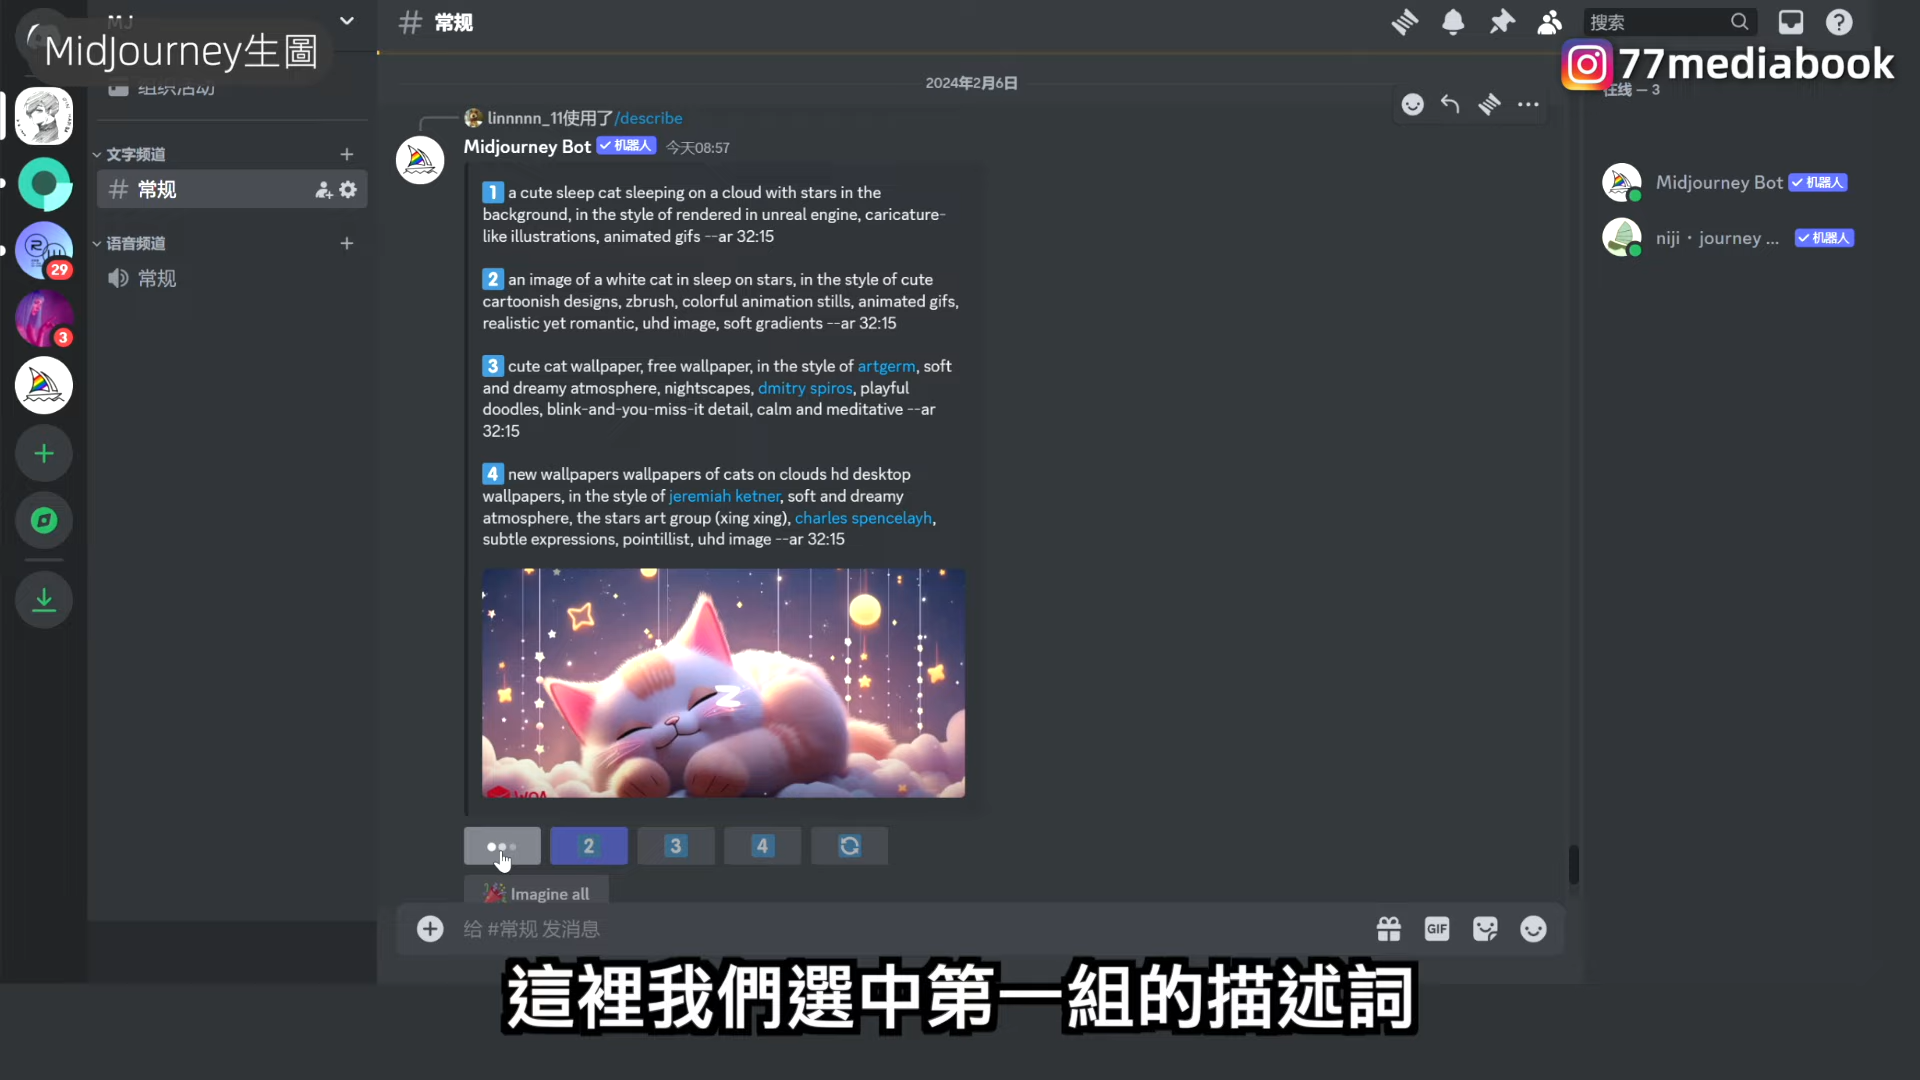 MJ
MidJourney生圖
组织活动
文字频道
常规
语音频道
常规
29
3
常规
搜索
77mediabook
在线 — 3
2024年2月6日
linnnnn_11使用了/describe
Midjourney Bot 机器人 今天08:57
1 a cute sleep cat sleeping on a cloud with stars in the
background, in the style of rendered in unreal engine, caricature-
like illustrations, animated gifs --ar 32:15
2 an image of a white cat in sleep on stars, in the style of cute
cartoonish designs, zbrush, colorful animation stills, animated gifs,
realistic yet romantic, uhd image, soft gradients --ar 32:15
3 cute cat wallpaper, free wallpaper, in the style of artgerm, soft
and dreamy atmosphere, nightscapes, dmitry spiros, playful
doodles, blink-and-you-miss-it detail, calm and meditative --ar
32:15
4 new wallpapers wallpapers of cats on clouds hd desktop
wallpapers, in the style of jeremiah ketner, soft and dreamy
atmosphere, the stars art group (xing xing), charles spencelayh,
subtle expressions, pointillist, uhd image --ar 32:15
Z
WOA
2 3 4
Imagine all
给 #常规 发消息
GIF
Midjourney Bot 机器人
niji · journey ... 机器人
這裡我們選中第一組的描述詞